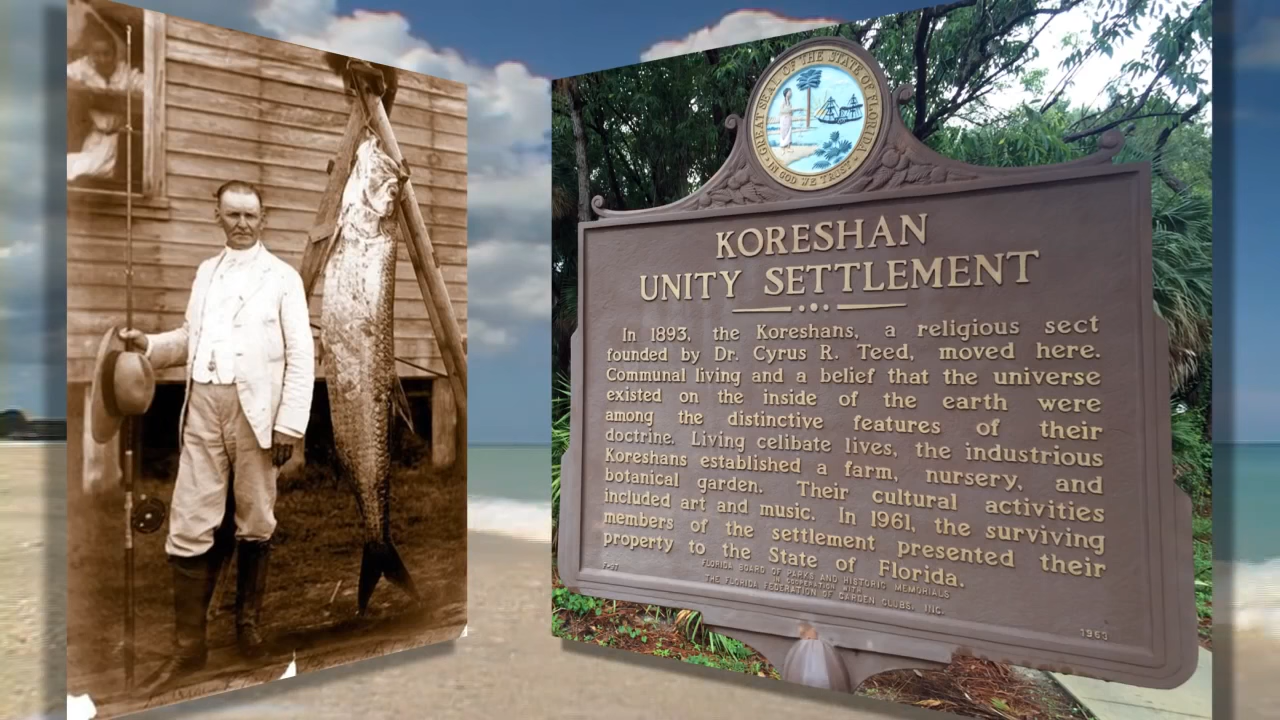 GREAT SEAL OF THE STATE OF FLORIDA
IN GOD WE TRUST
KORESHAN
UNITY SETTLEMENT
In 1893, the Koreshans, a religious sect
founded by Dr. Cyrus R. Teed, moved here.
Communal living and a belief that the universe
existed on the inside of the earth were
among the distinctive features of their
doctrine. Living celibate lives, the industrious
Koreshans established a farm, nursery, and
botanical garden. Their cultural activities
included art and music. In 1961, the surviving
members of the settlement presented their
property to the State of Florida.
FLORIDA BOARD OF PARKS AND HISTORIC MEMORIALS
IN COOPERATION WITH
THE FLORIDA FEDERATION OF GARDEN CLUBS, INC.
1963